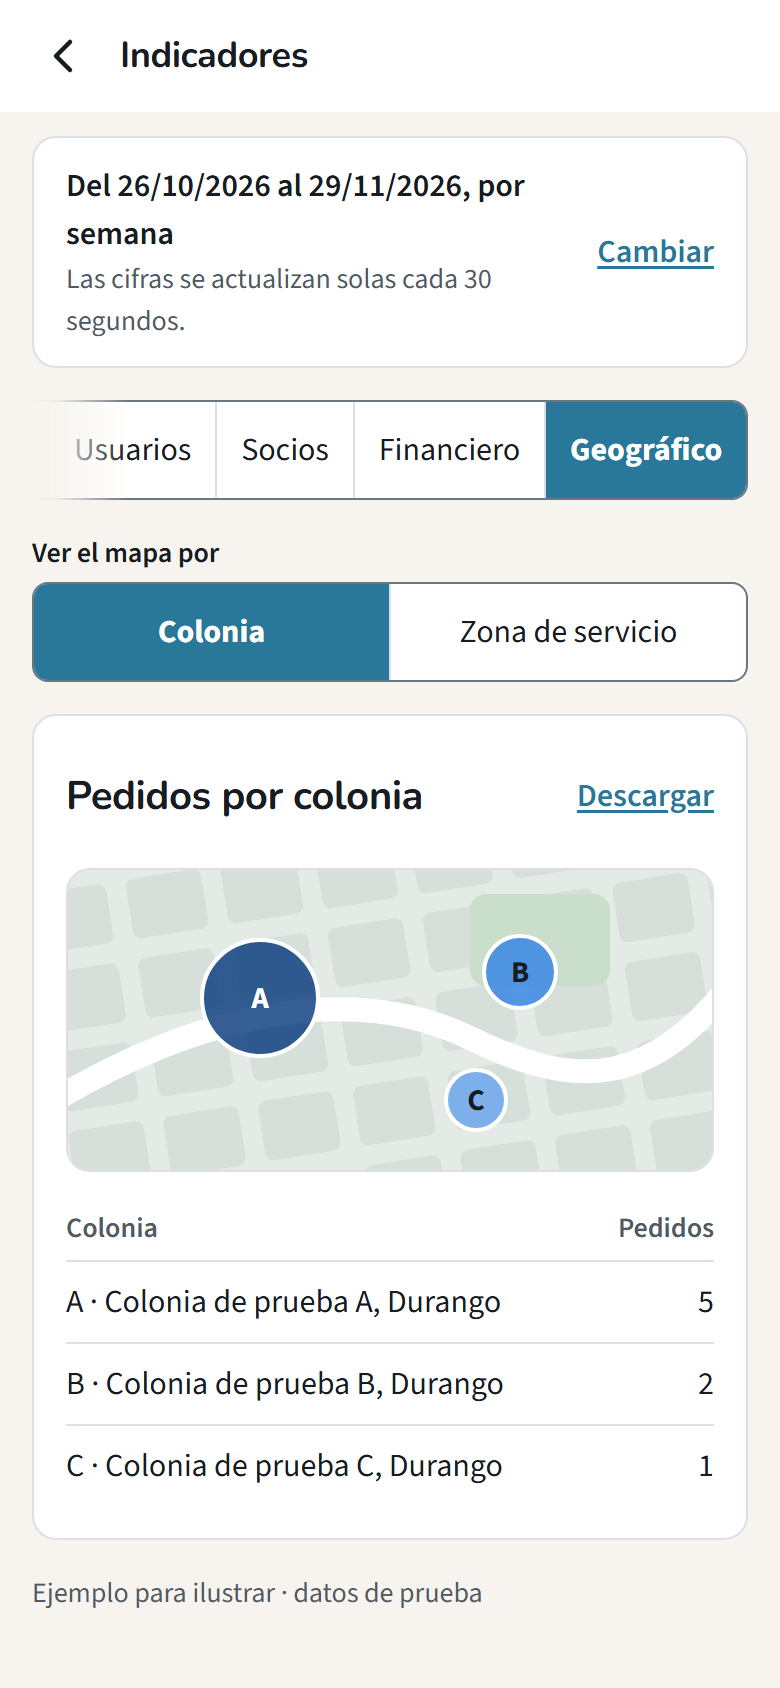 Indicadores
Del 26/10/2026 al 29/11/2026, por
semana
Las cifras se actualizan solas cada 30
segundos.
Cambiar
Usuarios
Socios
Financiero
Geográfico
Ver el mapa por
Colonia
Zona de servicio
Pedidos por colonia
Descargar
A
B
C
Colonia
Pedidos
A · Colonia de prueba A, Durango
5
B · Colonia de prueba B, Durango
2
C · Colonia de prueba C, Durango
1
Ejemplo para ilustrar · datos de prueba